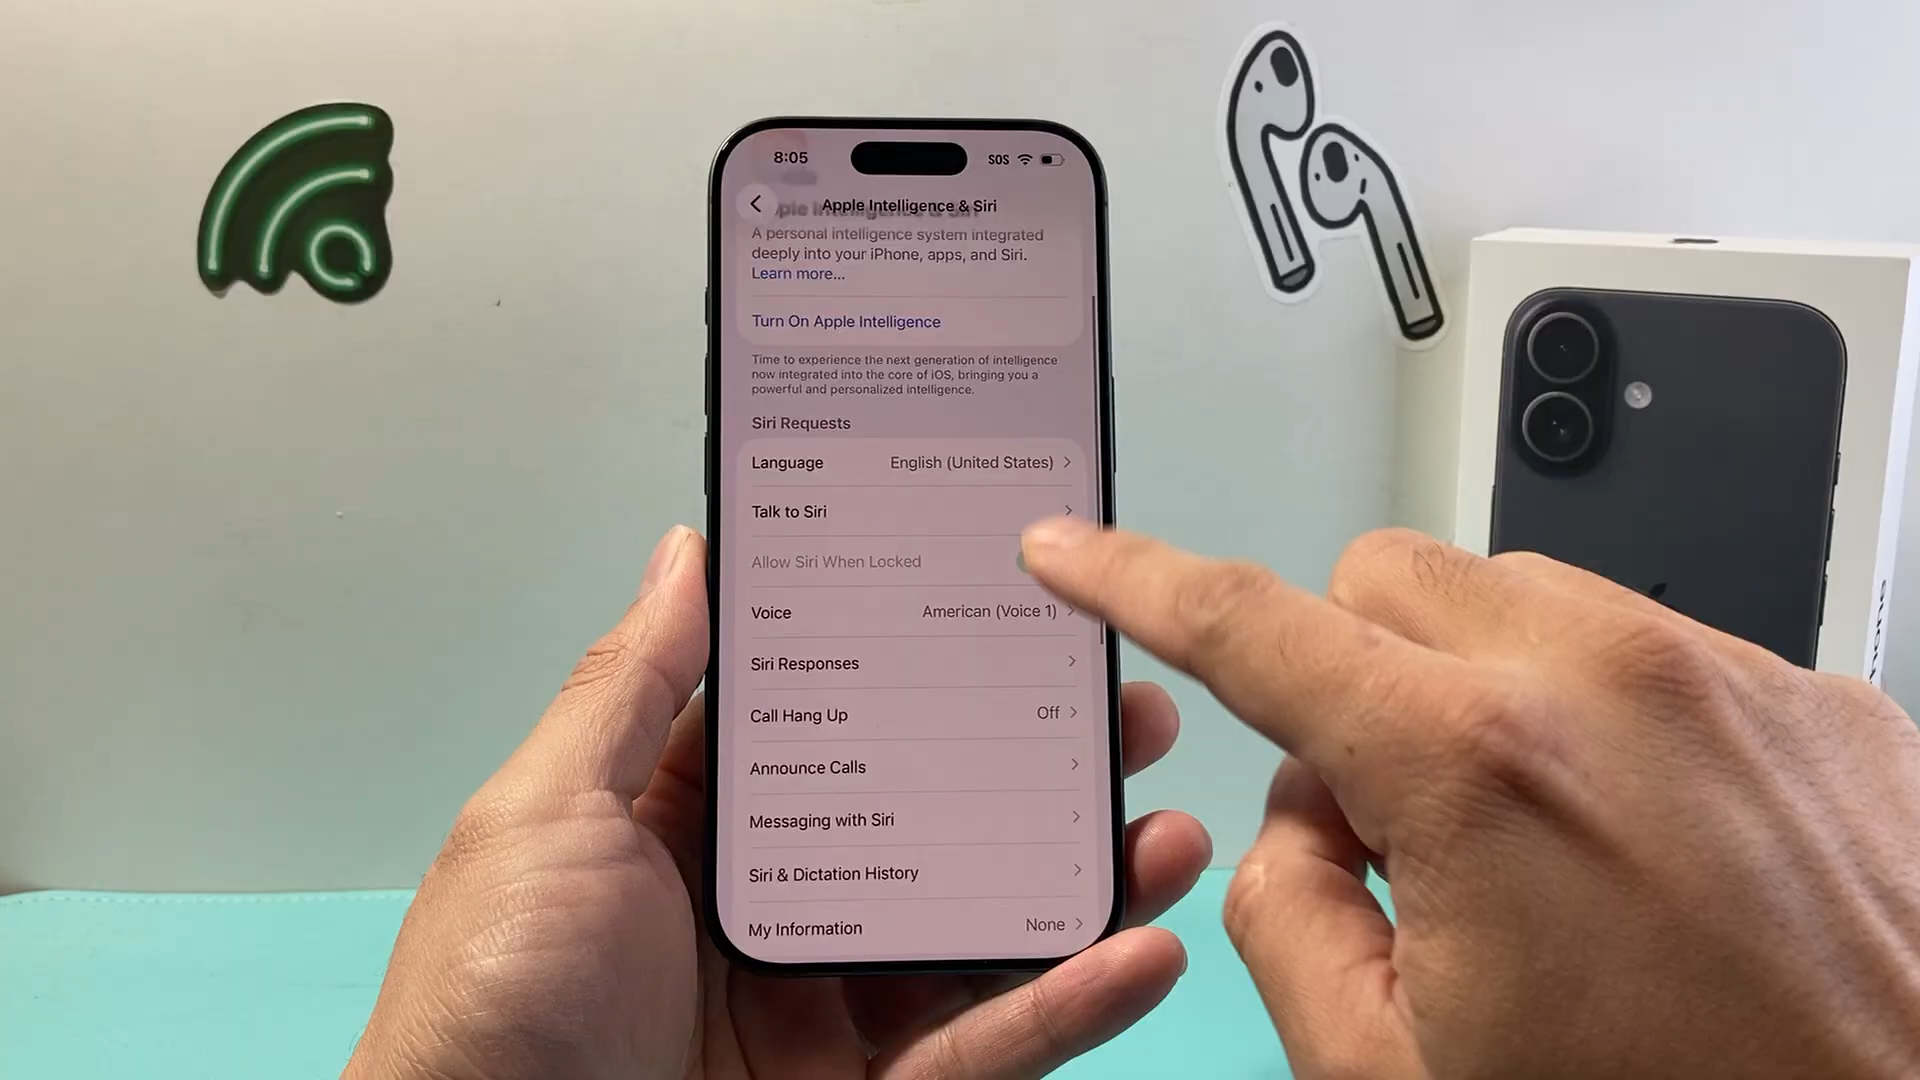 8:05
SOS
Apple Intelligence & Siri
A personal intelligence system integrated
deeply into your iPhone, apps, and Siri.
Learn more...
Turn On Apple Intelligence
Time to experience the next generation of intelligence
now integrated into the core of iOS, bringing you a
powerful and personalized intelligence.
Siri Requests
Language English (United States)
Talk to Siri
Allow Siri When Locked
Voice American (Voice 1)
Siri Responses
Call Hang Up Off
Announce Calls
Messaging with Siri
Siri & Dictation History
My Information None